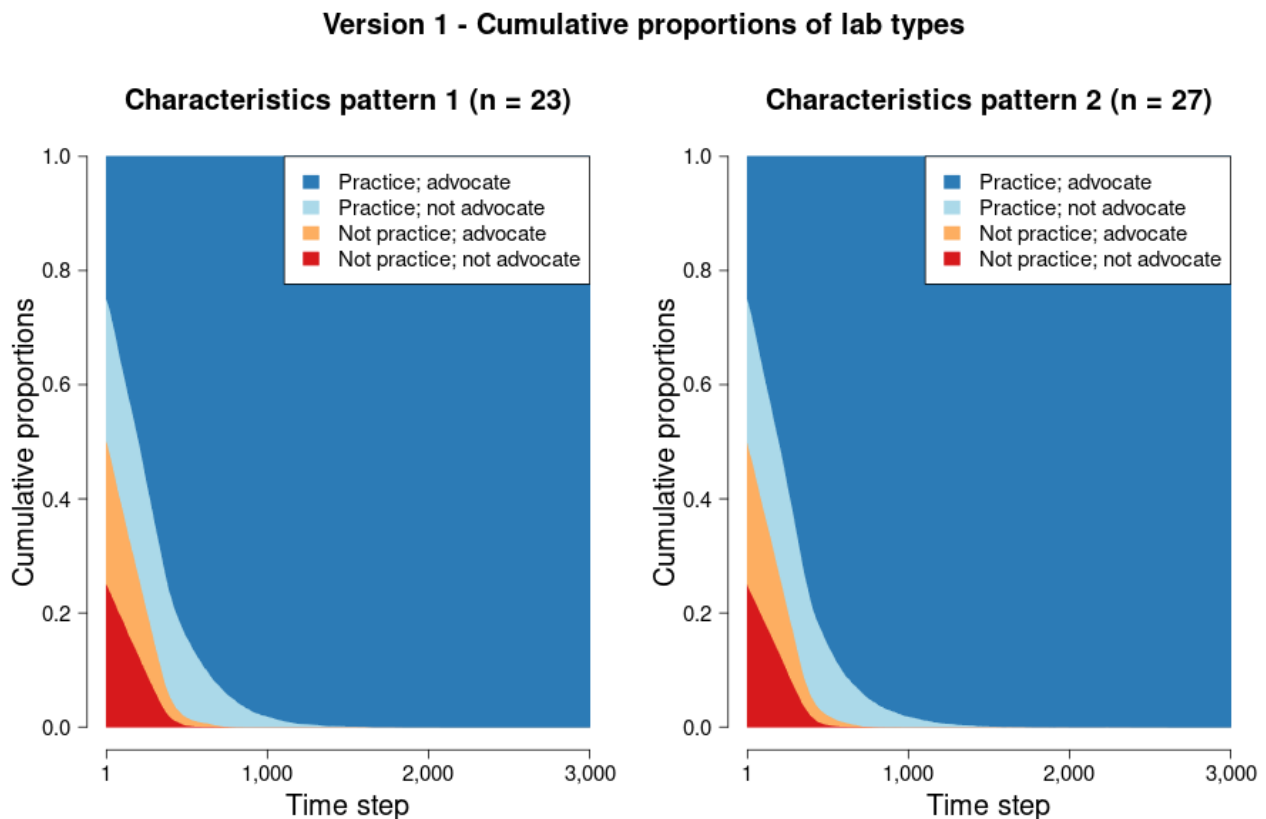 Version 1 - Cumulative proportions of lab types
Characteristics pattern 1 (n = 23)
1.0
0.8
0.6
0.4
0.2
0.0
Cumulative proportions
Practice; advocate
Practice; not advocate
Not practice; advocate
Not practice; not advocate
1
1,000
2,000
3,000
Time step
Characteristics pattern 2 (n = 27)
1.0
0.8
0.6
0.4
0.2
0.0
Cumulative proportions
Practice; advocate
Practice; not advocate
Not practice; advocate
Not practice; not advocate
1
1,000
2,000
3,000
Time step